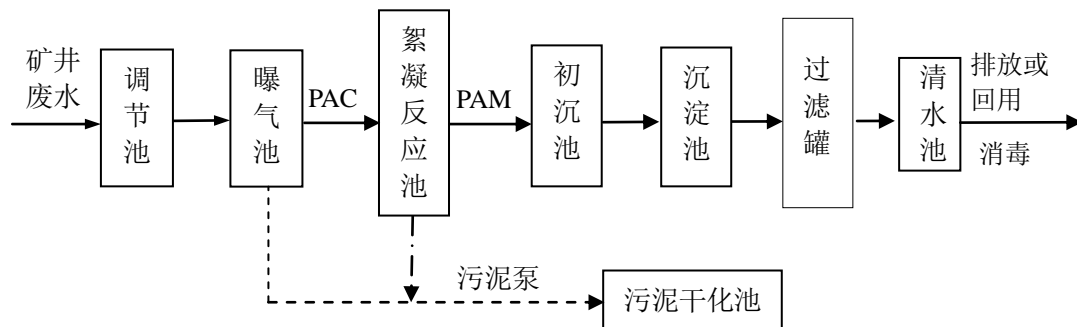 矿井
废水
调节池
曝气池
PAC
絮凝反应池
PAM
初沉池
沉淀池
过滤罐
清水池
排放或
回用
消毒
污泥泵
污泥干化池